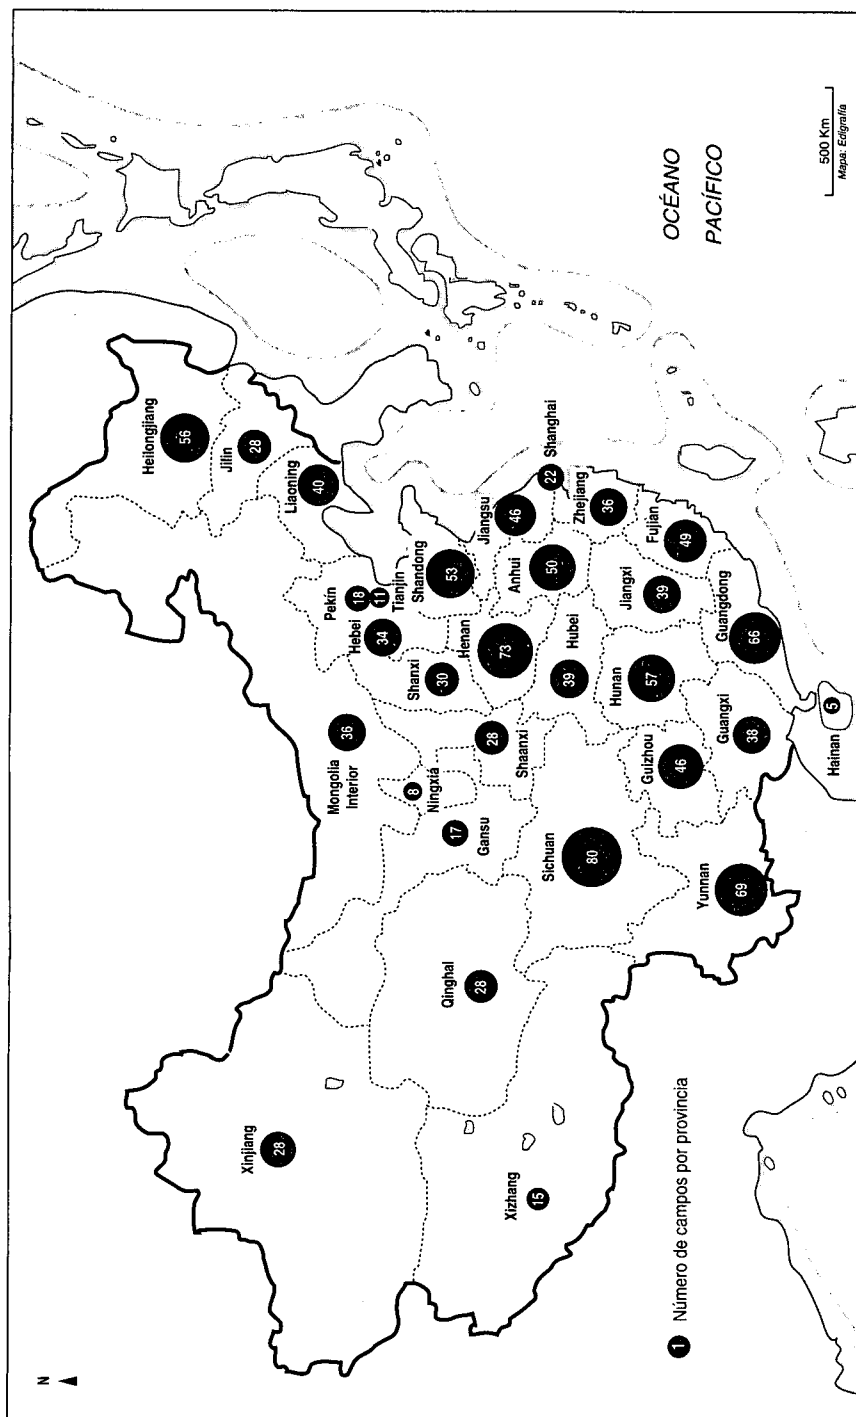 N
Heilongjiang
56
Jilin
28
Liaoning
40
Mongolia
Interior
36
Pekín
18
11
Tianjin
Hebei
34
Shanxi
30
Shandong
53
Henan
73
Jiangsu
46
Anhui
50
22
Shanghai
Zhejiang
36
Fujian
49
Jiangxi
39
Hubei
39
Hunan
57
Guangdong
66
Guangxi
38
Hainan
5
Guizhou
46
28
Shaanxi
8
Ningxia
17
Gansu
Sichuan
80
Yunnan
69
Qinghai
28
Xinjiang
28
Xizhang
15
OCÉANO
PACÍFICO
1 Número de campos por provincia
500 Km
Mapa: Edigrafía